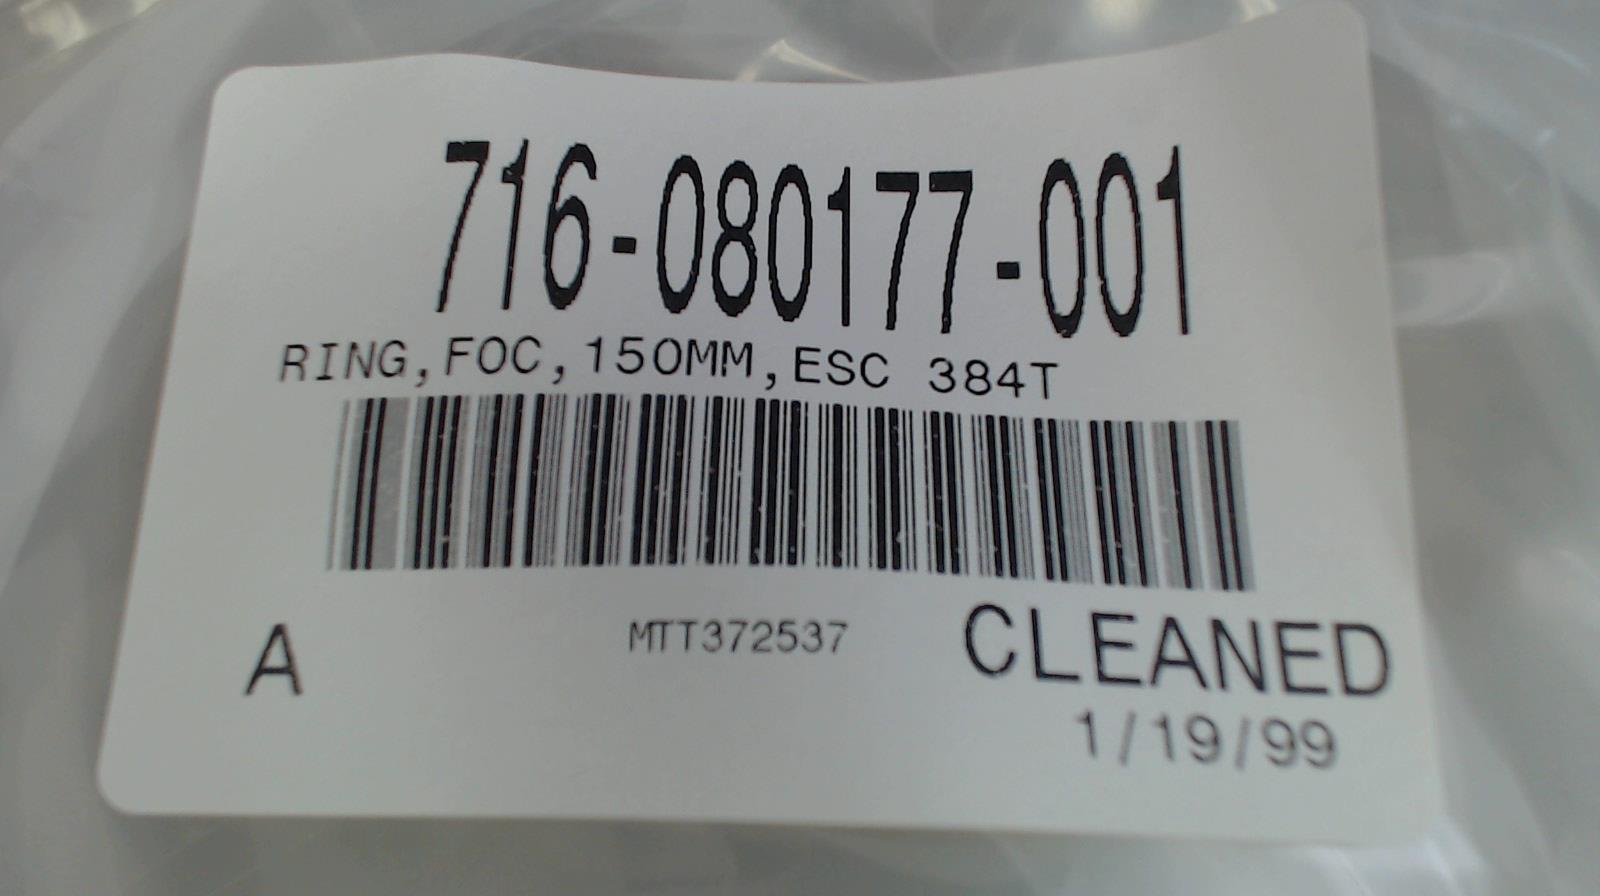 716-080177-001
RING,FOC,150MM,ESC 384T
A
MTT372537
CLEANED
1/19/99